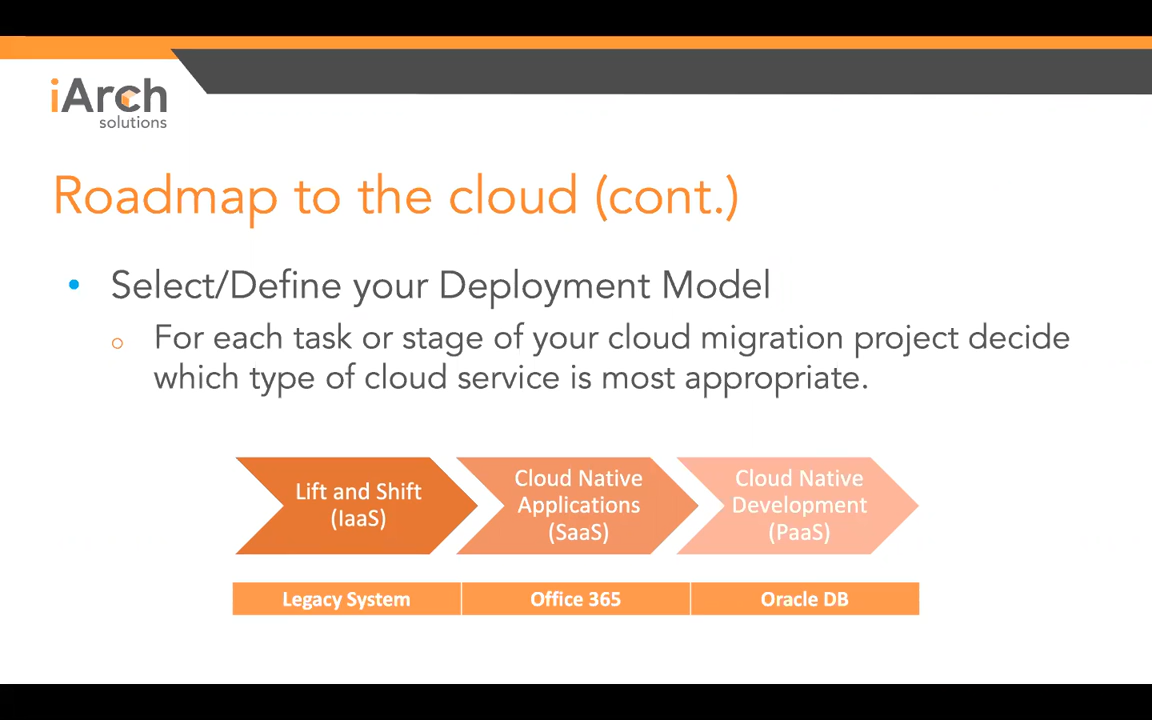 iArch
solutions
Roadmap to the cloud (cont.)
• Select/Define your Deployment Model
o For each task or stage of your cloud migration project decide
which type of cloud service is most appropriate.
Lift and Shift
(IaaS)
Cloud Native
Applications
(SaaS)
Cloud Native
Development
(PaaS)
Legacy System
Office 365
Oracle DB